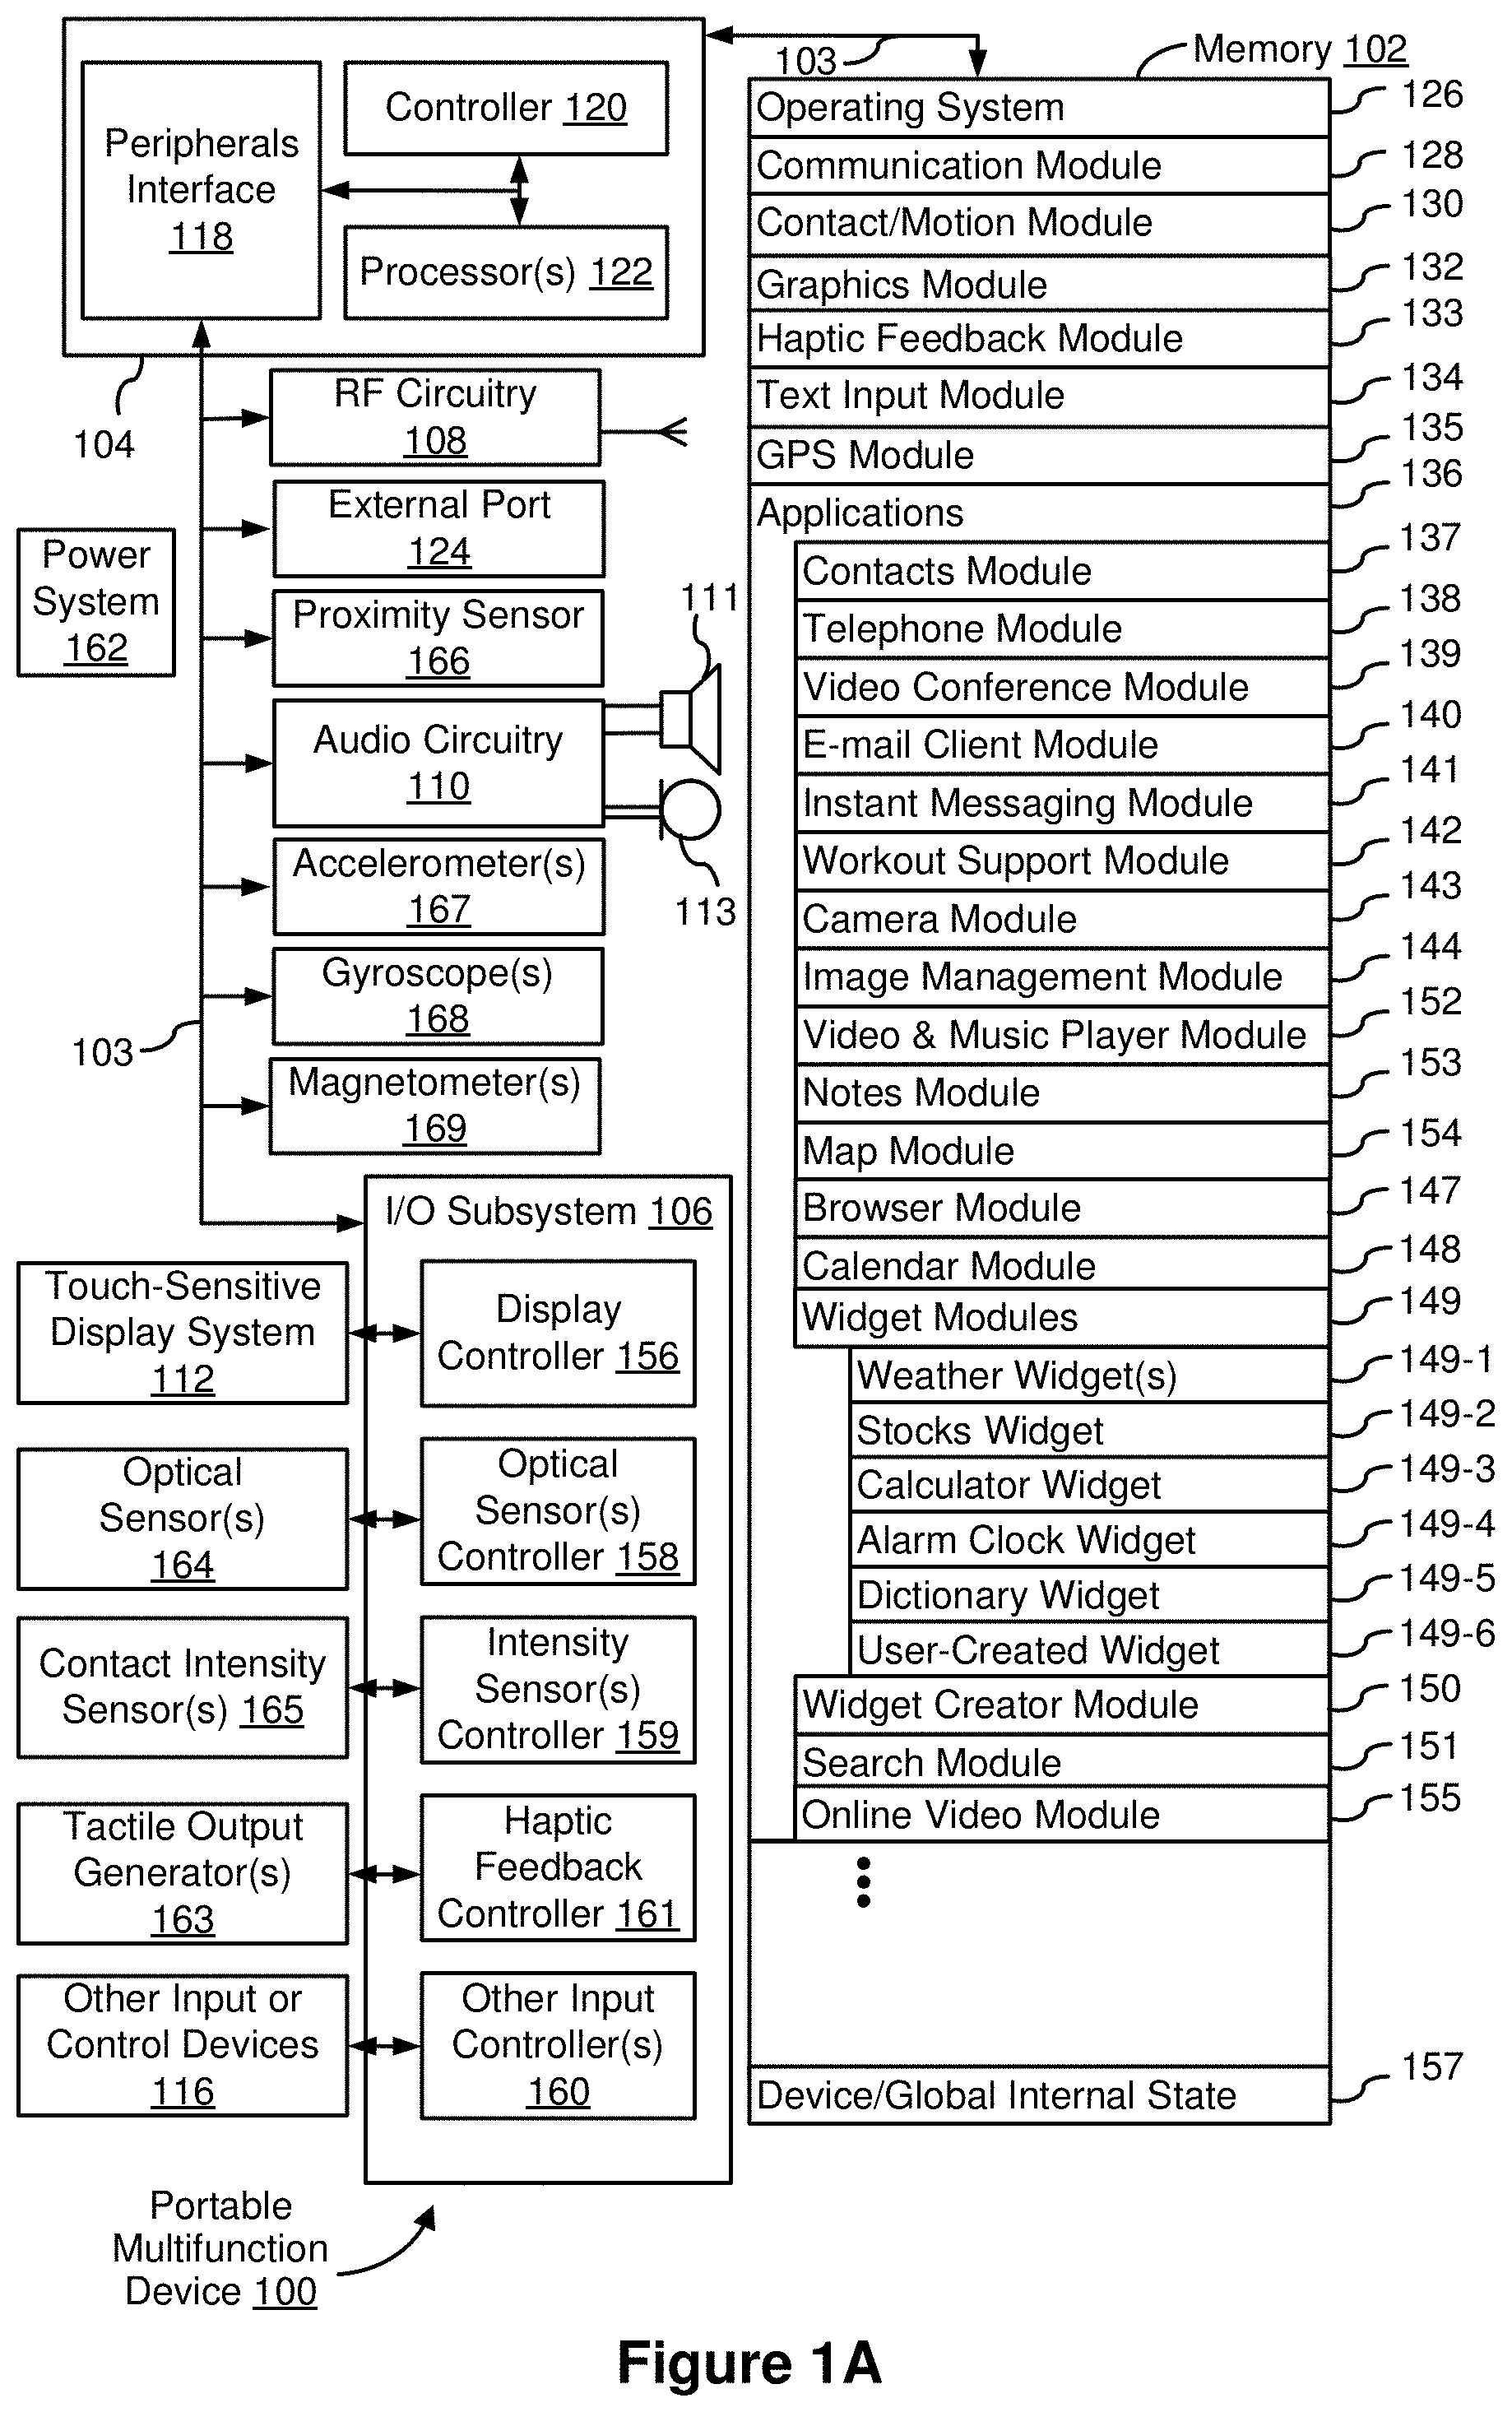 103
Memory 102
Controller 120
Peripherals
Interface
118
Processor(s) 122
104
RF Circuitry
108
External Port
124
Power
System
162
Proximity Sensor
166
111
Audio Circuitry
110
113
Accelerometer(s)
167
Gyroscope(s)
168
103
Magnetometer(s)
169
I/O Subsystem 106
Touch-Sensitive
Display System
112
Display
Controller 156
Optical
Sensor(s)
164
Optical
Sensor(s)
Controller 158
Contact Intensity
Sensor(s) 165
Intensity
Sensor(s)
Controller 159
Tactile Output
Generator(s)
163
Haptic
Feedback
Controller 161
Other Input or
Control Devices
116
Other Input
Controller(s)
160
Operating System 126
Communication Module 128
Contact/Motion Module 130
Graphics Module 132
Haptic Feedback Module 133
Text Input Module 134
GPS Module 135
Applications 136
Contacts Module 137
Telephone Module 138
Video Conference Module 139
E-mail Client Module 140
Instant Messaging Module 141
Workout Support Module 142
Camera Module 143
Image Management Module 144
Video & Music Player Module 152
Notes Module 153
Map Module 154
Browser Module 147
Calendar Module 148
Widget Modules 149
Weather Widget(s) 149-1
Stocks Widget 149-2
Calculator Widget 149-3
Alarm Clock Widget 149-4
Dictionary Widget 149-5
User-Created Widget 149-6
Widget Creator Module 150
Search Module 151
Online Video Module 155
Device/Global Internal State 157
Portable
Multifunction
Device 100
Figure 1A